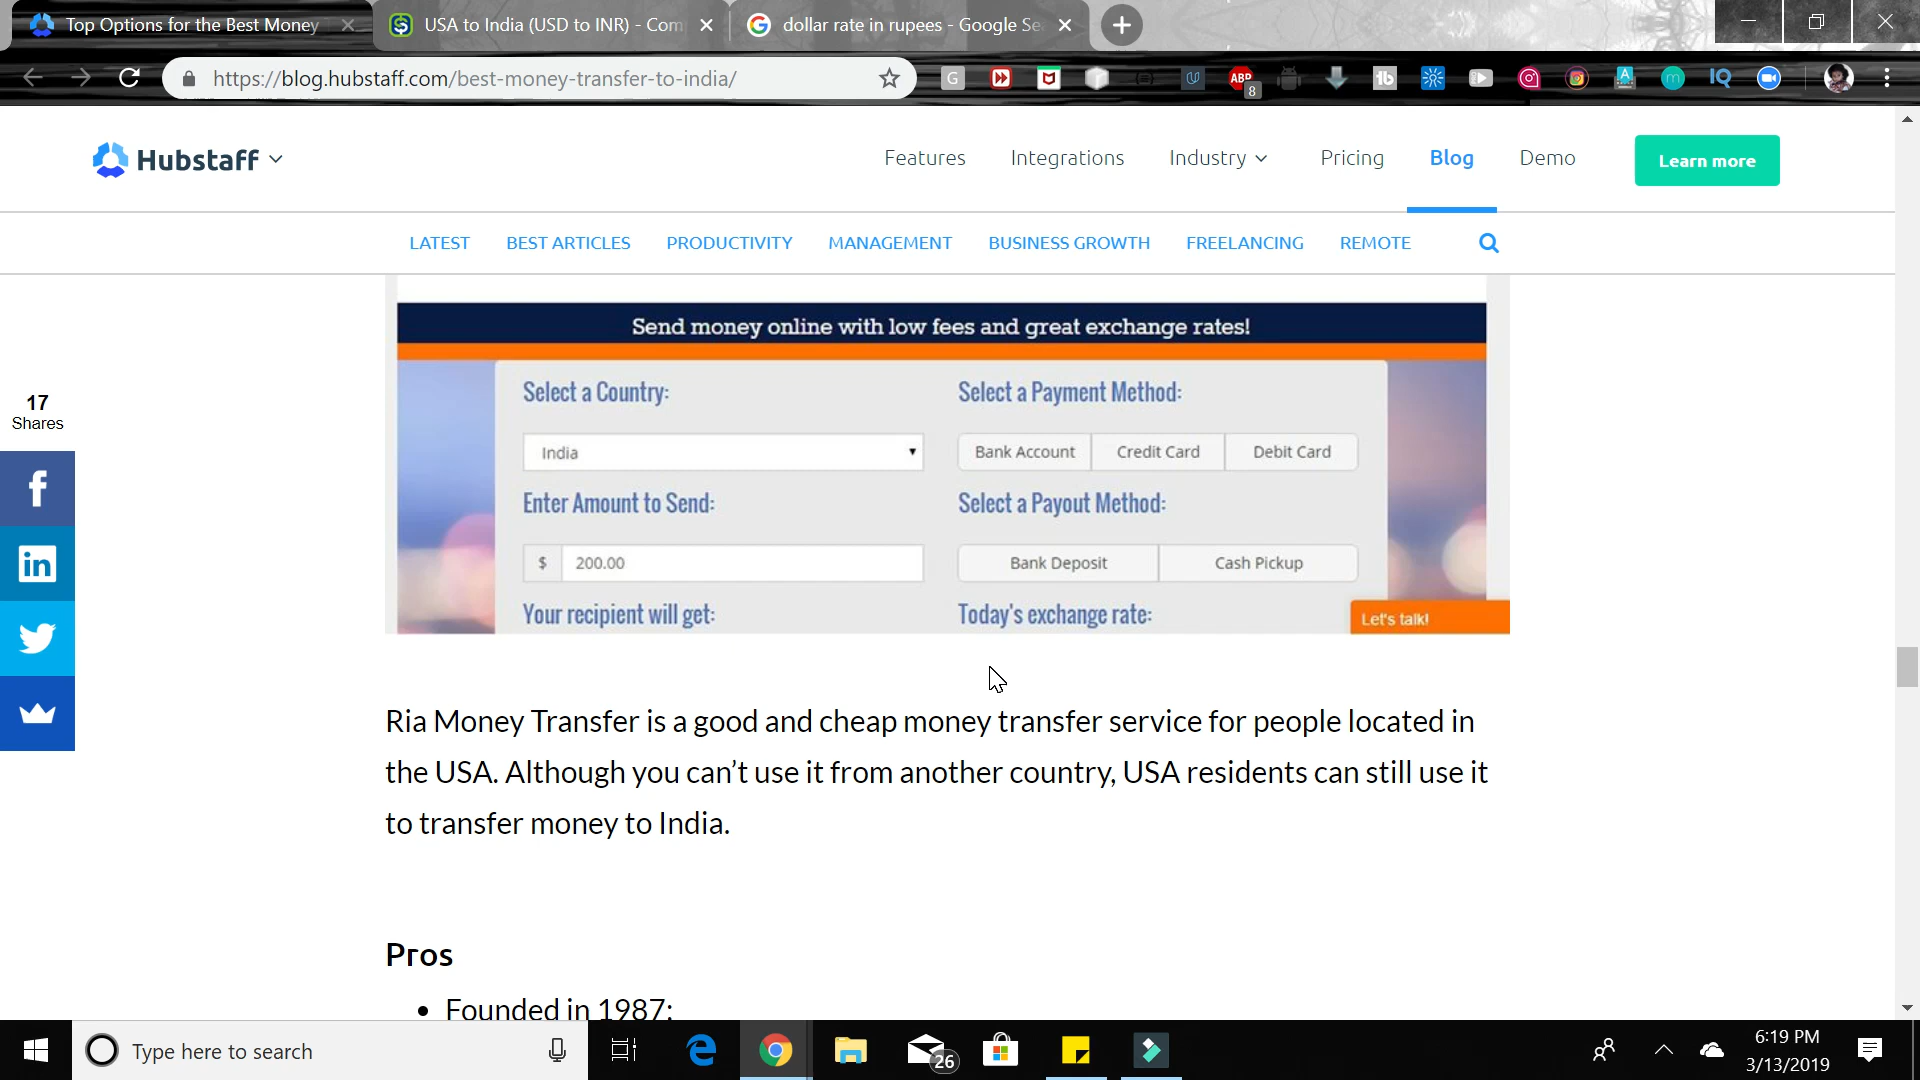 Top Options for the Best Money
USA to India (USD to INR) - Com
dollar rate in rupees - Google Se
https://blog.hubstaff.com/best-money-transfer-to-india/
ABP
8
IQ
Hubstaff
Features
Integrations
Industry
Pricing
Blog
Demo
Learn more
LATEST
BEST ARTICLES
PRODUCTIVITY
MANAGEMENT
BUSINESS GROWTH
FREELANCING
REMOTE
17
Shares
Send money online with low fees and great exchange rates!
Select a Country:
Select a Payment Method:
India
Bank Account
Credit Card
Debit Card
Enter Amount to Send:
Select a Payout Method:
$ 200.00
Bank Deposit
Cash Pickup
Your recipient will get:
Today's exchange rate:
Let's talk!
Ria Money Transfer is a good and cheap money transfer service for people located in
the USA. Although you can’t use it from another country, USA residents can still use it
to transfer money to India.
Pros
• Founded in 1987:
Type here to search
26
6:19 PM
3/13/2019